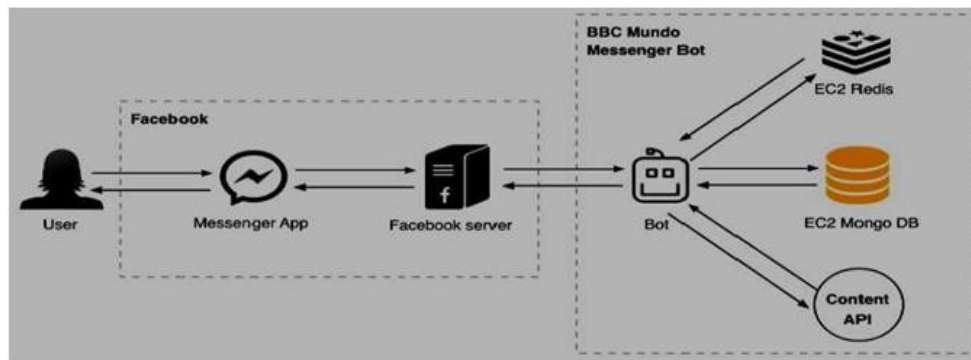 BBC Mundo
Messenger Bot
EC2 Redis
Facebook
f
User
Messenger App
Facebook server
Bot
EC2 Mongo DB
Content
API